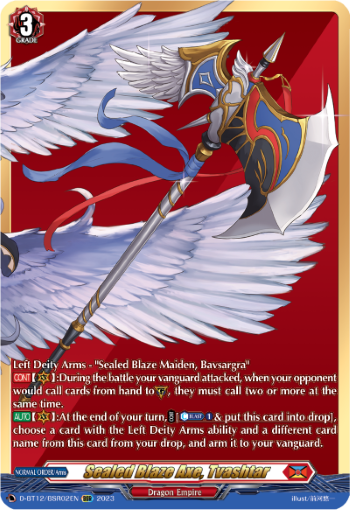 3
GRADE
Left Deity Arms - "Sealed Blaze Maiden, Bavsargra"
CONT【】:During the battle your vanguard attacked, when your opponent
would call cards from hand to , they must call two or more at the
same time.
AUTO【】:At the end of your turn, 1 & put this card into drop],
choose a card with the Left Deity Arms ability and a different card
name from this card from your drop, and arm it to your vanguard.
NORMAL ORDER/Arms
Sealed Blaze Axe, Tvashtar
Dragon Empire
D-BT12/DSR02EN 2023